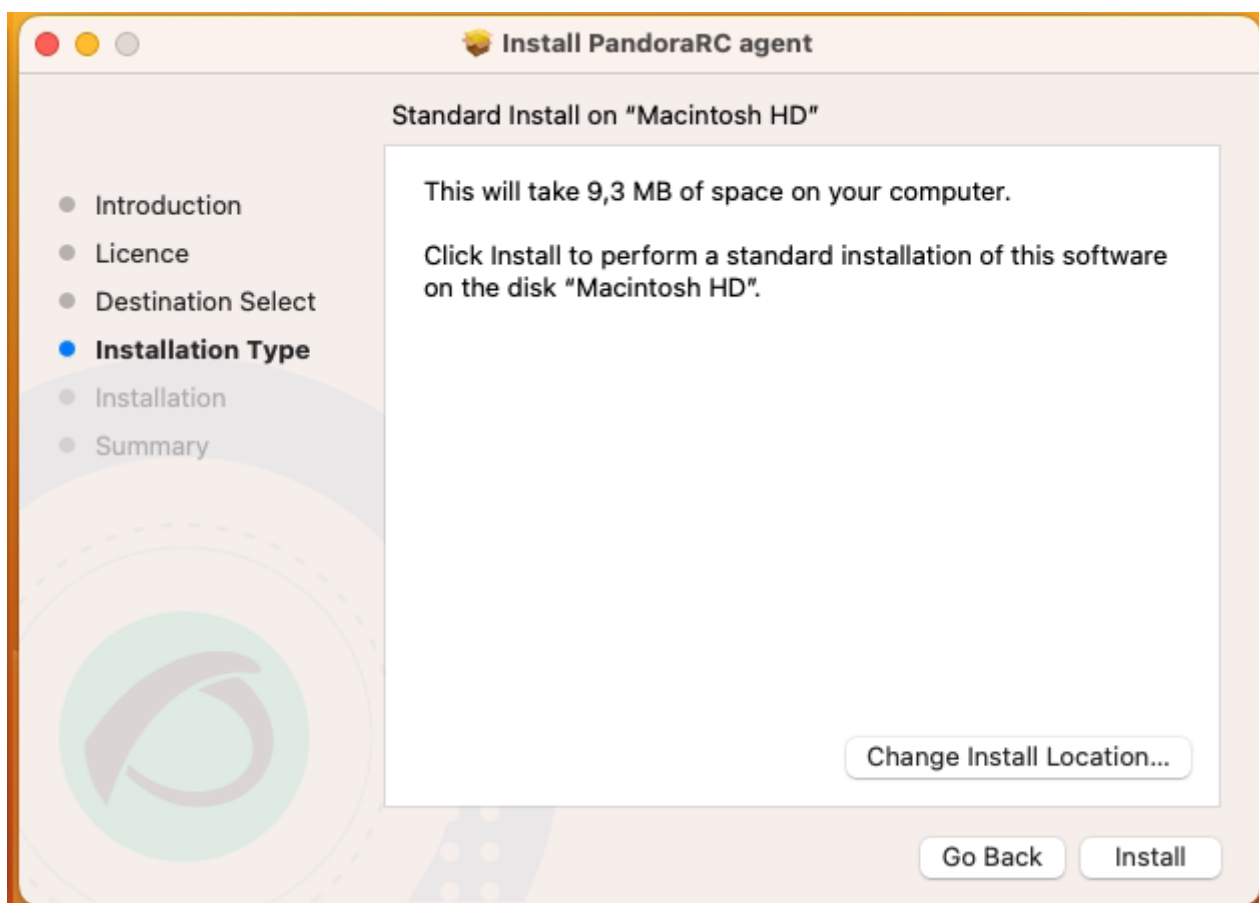 Install PandoraRC agent
Standard Install on “Macintosh HD”
Introduction
Licence
Destination Select
Installation Type
Installation
Summary
This will take 9,3 MB of space on your computer.
Click Install to perform a standard installation of this software
on the disk “Macintosh HD”.
Change Install Location...
Go Back
Install